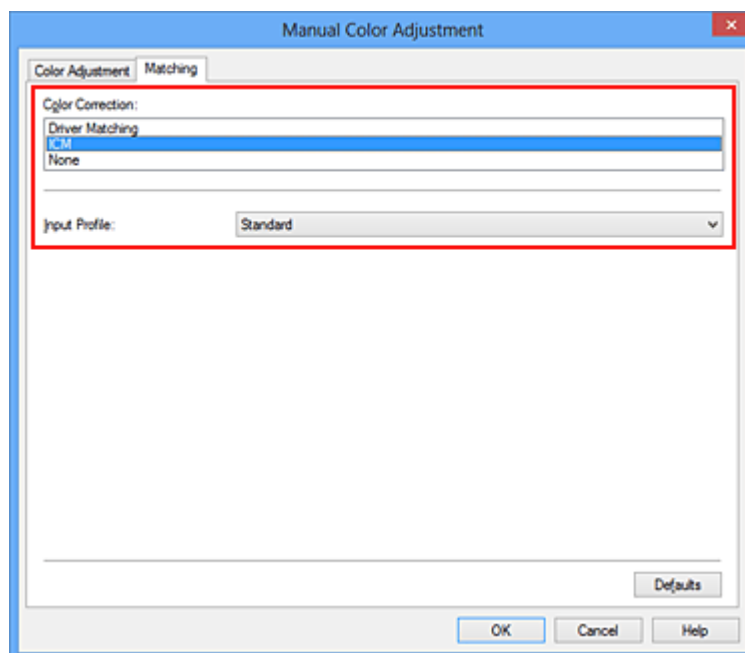 Manual Color Adjustment
Color Adjustment Matching
Color Correction:
Driver Matching
ICM
None
Input Profile: Standard
Defaults
OK Cancel Help